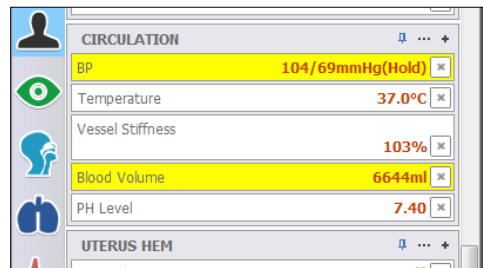 CIRCULATION
BP 104/69mmHg(Hold)
Temperature 37.0°C
Vessel Stiffness
103%
Blood Volume 6644ml
PH Level 7.40
UTERUS HEM